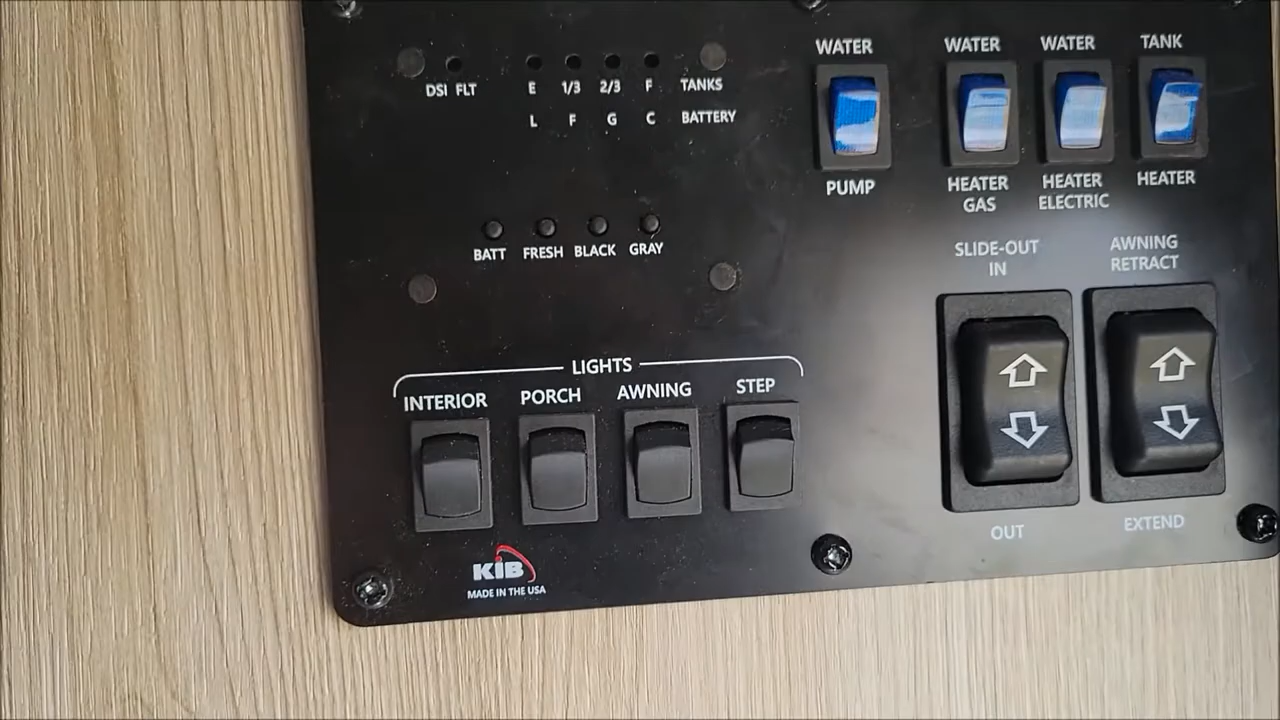 DSI FLT
E 1/3 2/3 F TANKS
L F G C BATTERY
BATT FRESH BLACK GRAY
WATER
PUMP
WATER
HEATER
GAS
WATER
HEATER
ELECTRIC
TANK
HEATER
LIGHTS
INTERIOR PORCH AWNING STEP
SLIDE-OUT
IN
OUT
AWNING
RETRACT
EXTEND
KiB
MADE IN THE USA